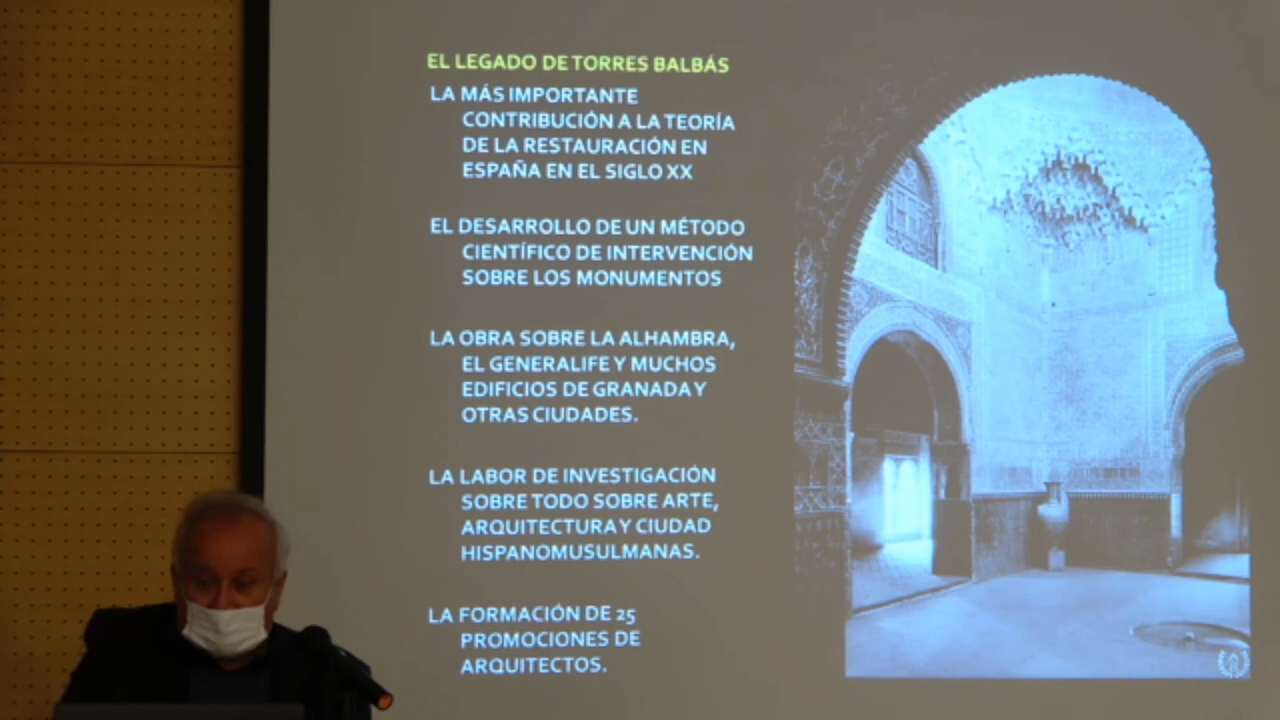 EL LEGADO DE TORRES BALBÁS
LA MÁS IMPORTANTE
CONTRIBUCIÓN A LA TEORÍA
DE LA RESTAURACIÓN EN
ESPAÑA EN EL SIGLO XX
EL DESARROLLO DE UN MÉTODO
CIENTÍFICO DE INTERVENCIÓN
SOBRE LOS MONUMENTOS
LA OBRA SOBRE LA ALHAMBRA,
EL GENERALIFE Y MUCHOS
EDIFICIOS DE GRANADA Y
OTRAS CIUDADES.
LA LABOR DE INVESTIGACIÓN
SOBRE TODO SOBRE ARTE,
ARQUITECTURA Y CIUDAD
HISPANOMUSULMANAS.
LA FORMACIÓN DE 25
PROMOCIONES DE
ARQUITECTOS.